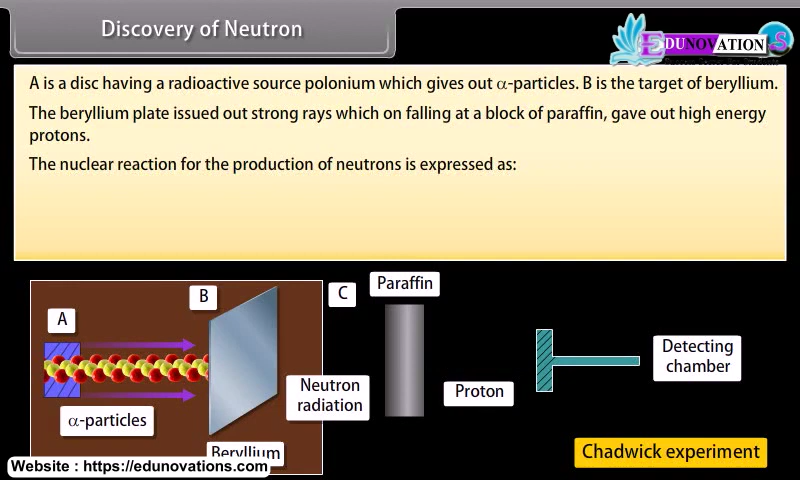 Discovery of Neutron
EDUNOVATION
S
A is a disc having a radioactive source polonium which gives out α-particles. B is the target of beryllium.
The beryllium plate issued out strong rays which on falling at a block of paraffin, gave out high energy
protons.
The nuclear reaction for the production of neutrons is expressed as:
A
B
C
Paraffin
α-particles
Neutron
radiation
Proton
Detecting
chamber
Beryllium
Chadwick experiment
Website : https://edunovations.com